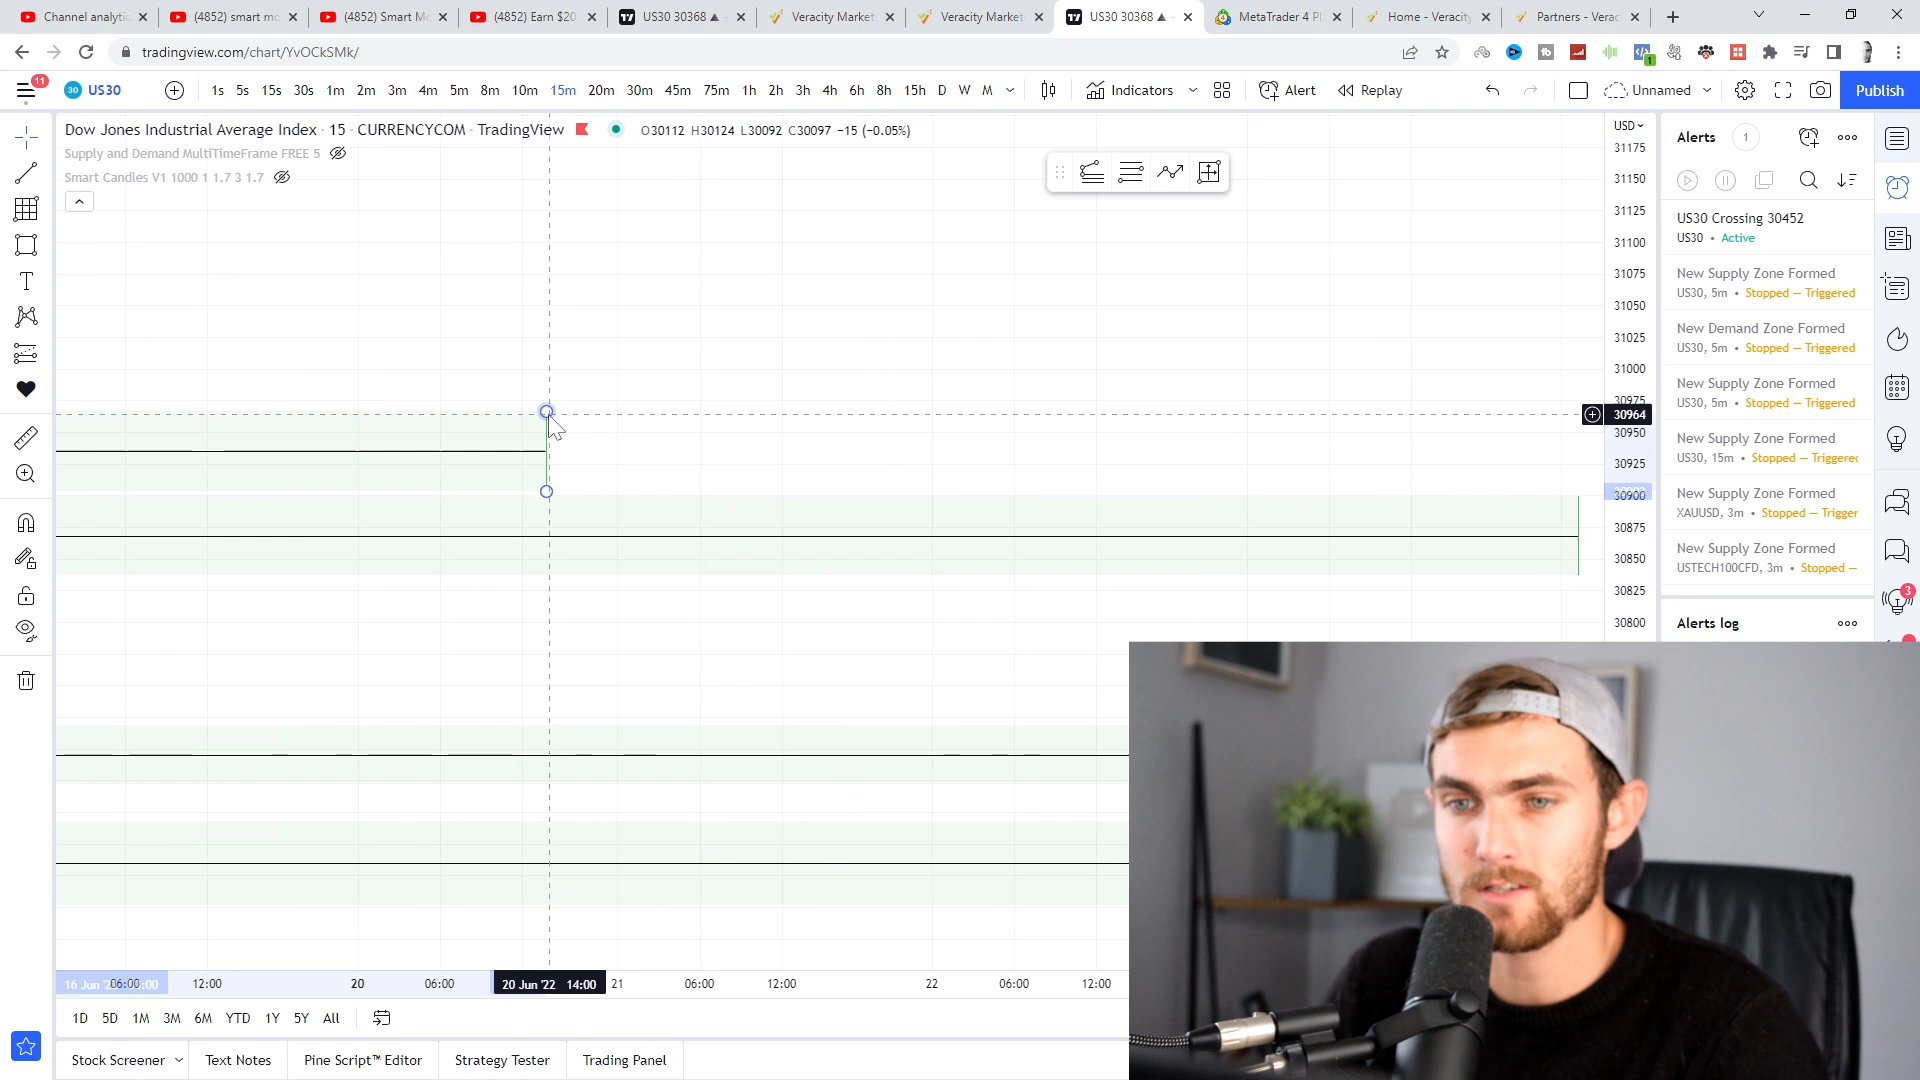 Channel analytic
(4852) smart mo
(4852) Smart M
(4852) Earn $20
US30 30368
Veracity Market
Veracity Market
US30 30368
MetaTrader 4 Pl
Home - Veracity
Partners - Verac
tradingview.com/chart/YvOCkSMk/
11
30 US30
1s 5s 15s 30s 1m 2m 3m 4m 5m 8m 10m 15m 20m 30m 45m 75m 1h 2h 3h 4h 6h 8h 15h D W M
Indicators
Alert
Replay
Unnamed
Publish
Dow Jones Industrial Average Index · 15 · CURRENCYCOM · TradingView
O30112 H30124 L30092 C30097 −15 (−0.05%)
Supply and Demand MultiTimeFrame FREE 5
Smart Candles V1 1000 1 1.7 3 1.7
USD
31175
31150
31125
31100
31075
31050
31025
31000
30975
30964
30950
30925
30900
30875
30850
30825
30800
Alerts 1
US30 Crossing 30452
US30 • Active
New Supply Zone Formed
US30, 5m • Stopped — Triggered
New Demand Zone Formed
US30, 5m • Stopped — Triggered
New Supply Zone Formed
US30, 5m • Stopped — Triggered
New Supply Zone Formed
US30, 15m • Stopped — Triggered
New Supply Zone Formed
XAUUSD, 3m • Stopped — Trigger
New Supply Zone Formed
USTECH100CFD, 3m • Stopped —
Alerts log
3
16 Jun
06:00
12:00
20
06:00
20 Jun '22 14:00
21
06:00
12:00
22
06:00
12:00
1D 5D 1M 3M 6M YTD 1Y 5Y All
Stock Screener
Text Notes
Pine Script™ Editor
Strategy Tester
Trading Panel